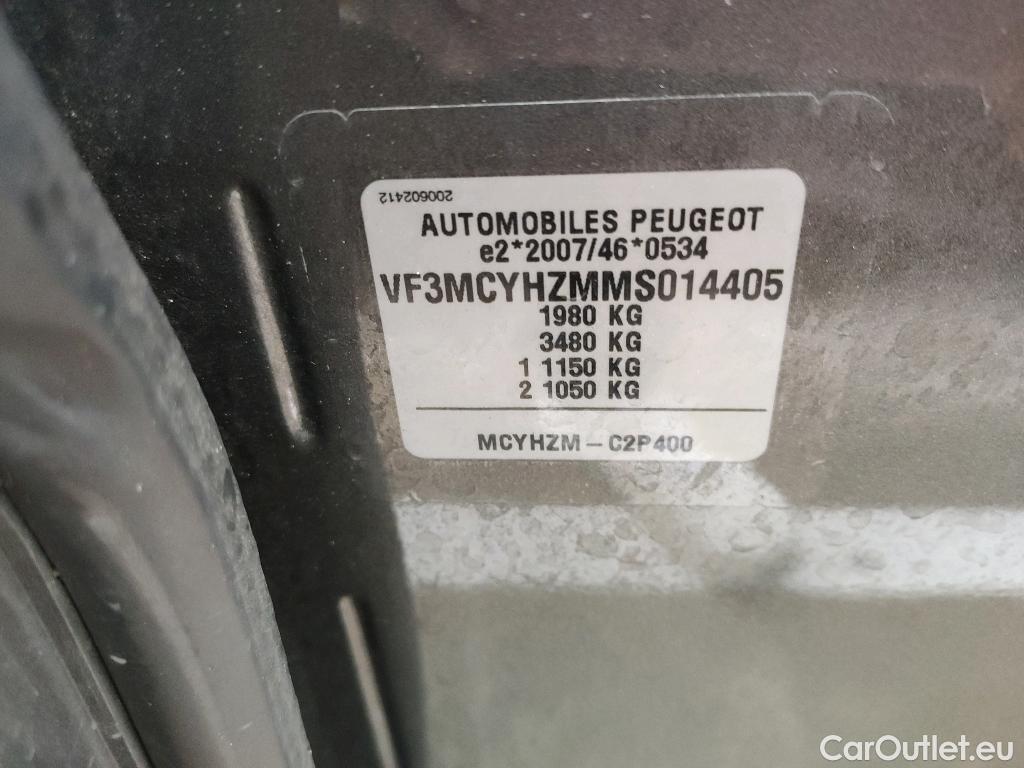 200602412
AUTOMOBILES PEUGEOT
e2*2007/46*0534
VF3MCYHZMMS014405
1980 KG
3480 KG
1 1150 KG
2 1050 KG
MCYHZM - C2P400
CarOutlet.eu